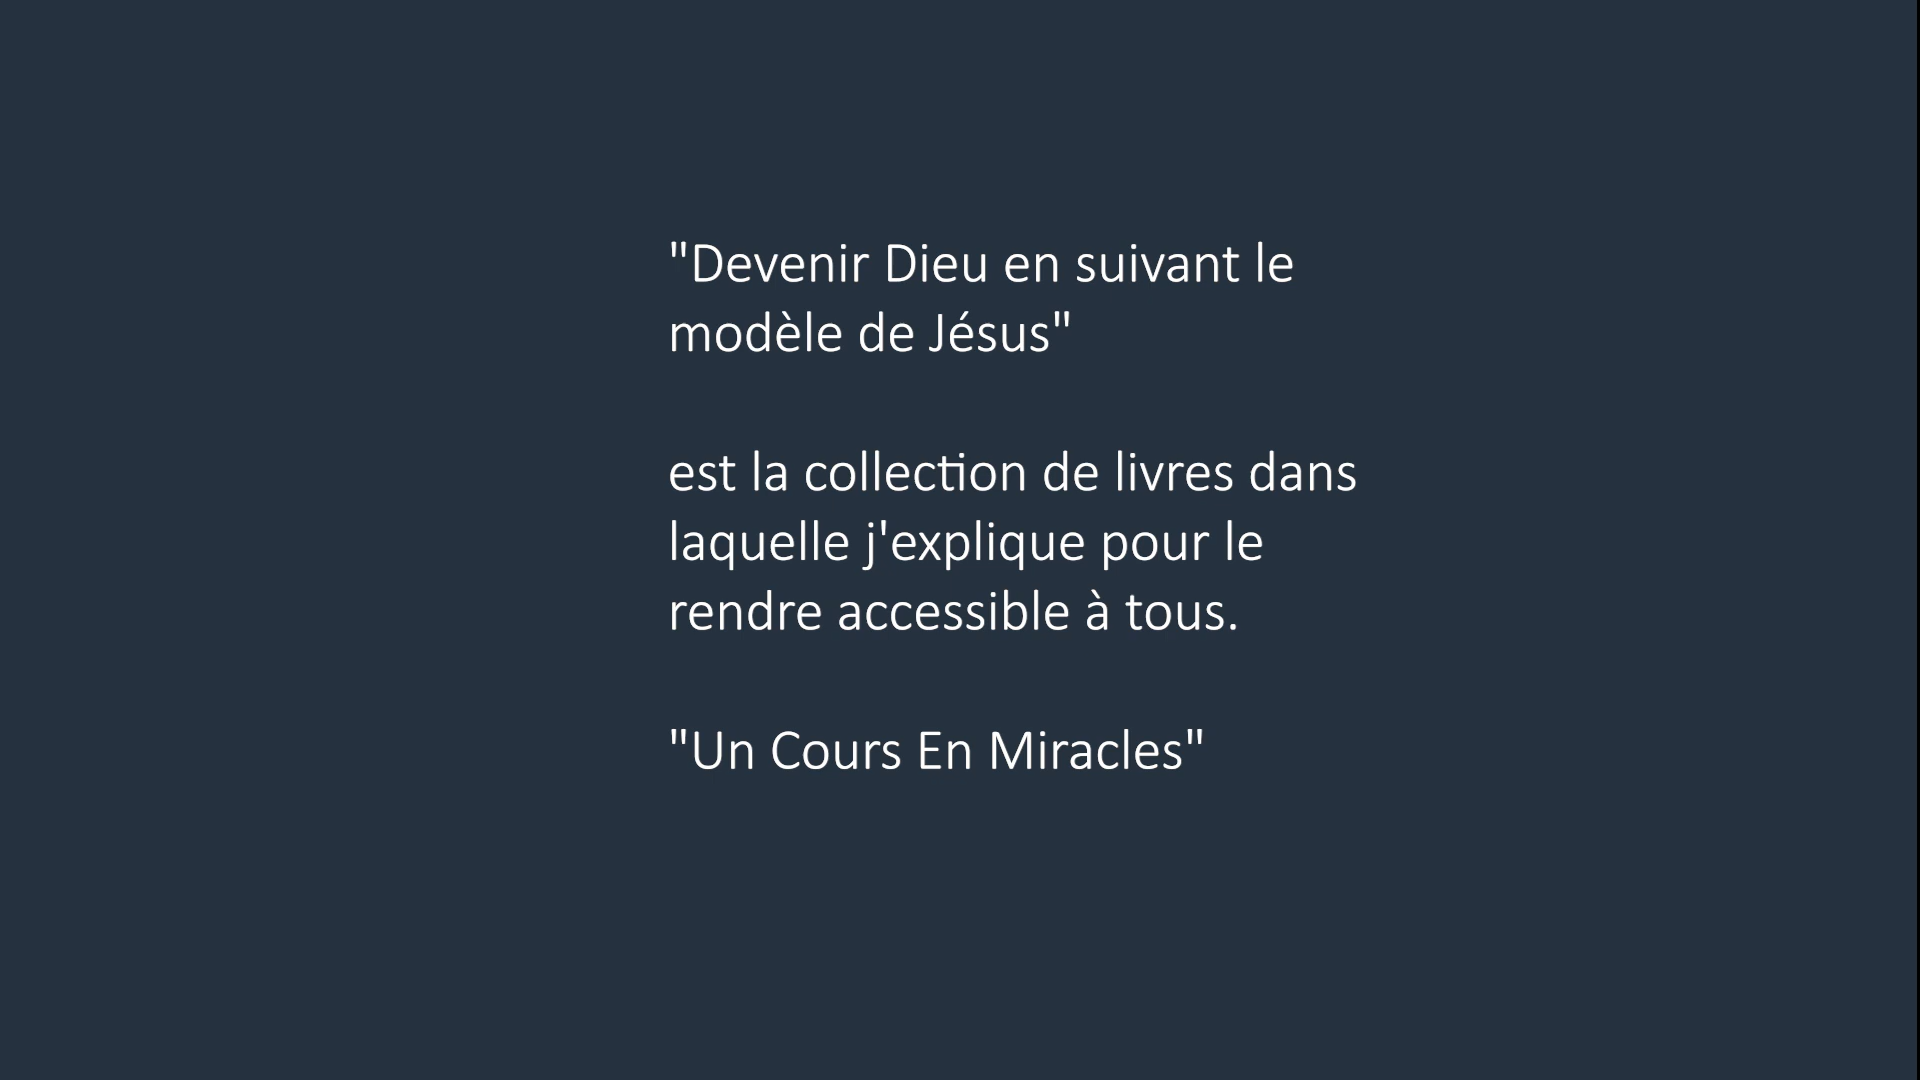 "Devenir Dieu en suivant le
modèle de Jésus"
est la collection de livres dans
laquelle j'explique pour le
rendre accessible à tous.
"Un Cours En Miracles"